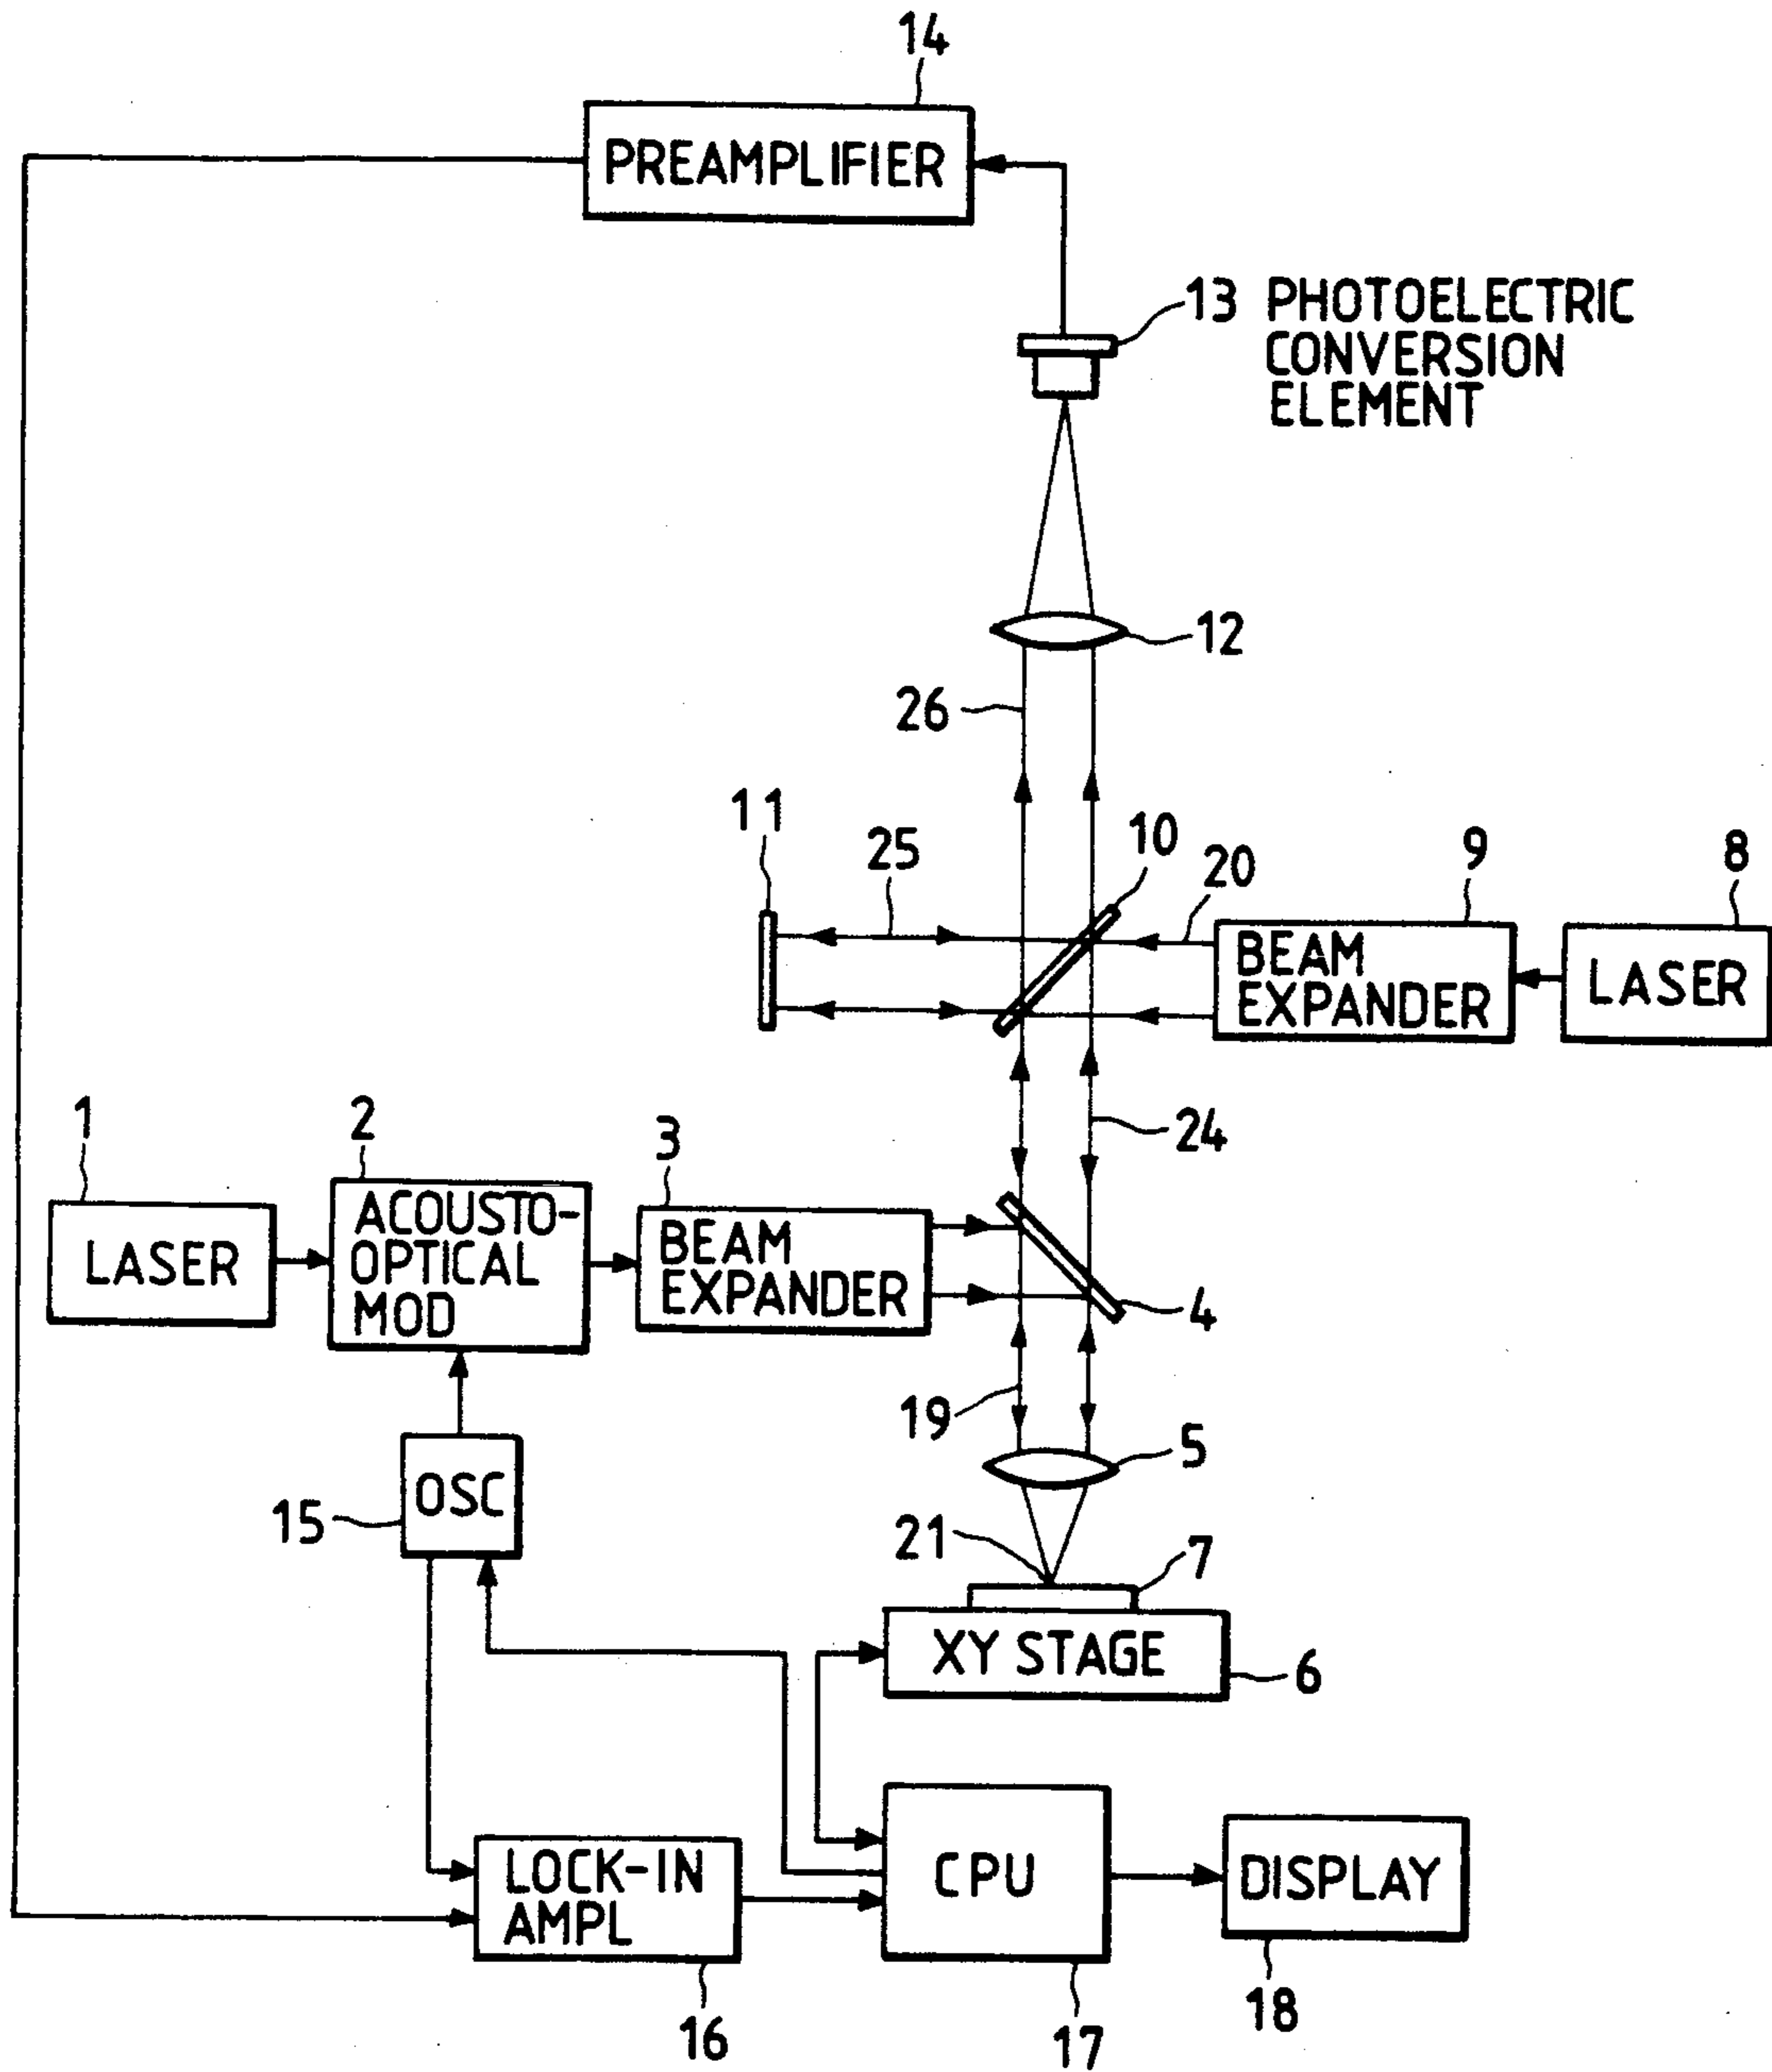 14
PREAMPLIFIER
13 PHOTOELECTRIC
CONVERSION
ELEMENT
12
26
11
25
10
20
9
8
BEAM
EXPANDER
LASER
1
2
3
24
LASER
ACOUSTO-
OPTICAL
MOD
BEAM
EXPANDER
4
19
5
OSC
15
21
7
XY STAGE
6
LOCK-IN
AMPL
CPU
DISPLAY
16
17
18